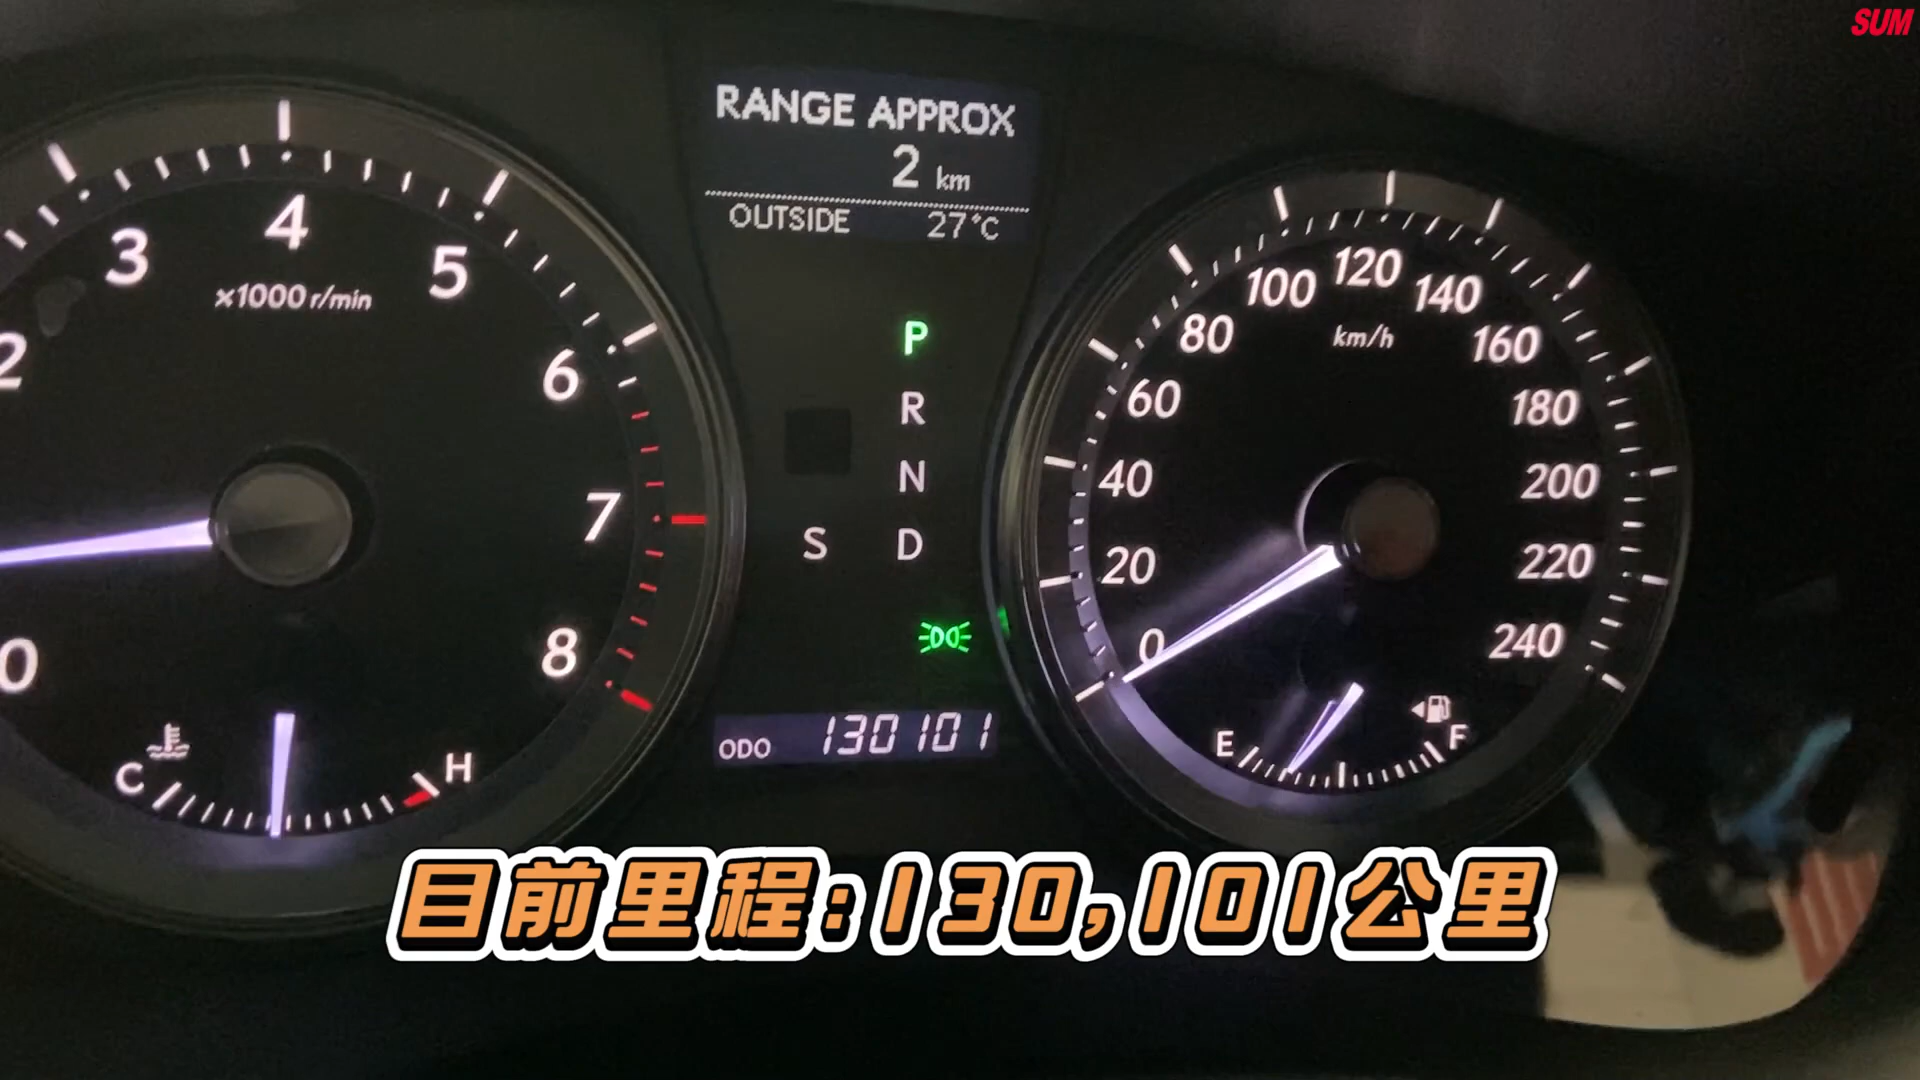 SUM
RANGE APPROX
2 km
OUTSIDE 27°C
0 2 3 4 5 6 7 8
x1000 r/min
C H
P
R
N
S D
ODO 130101
0 20 40 60 80 100 120 140 160 180 200 220 240
km/h
E F
目前里程:130,101公里